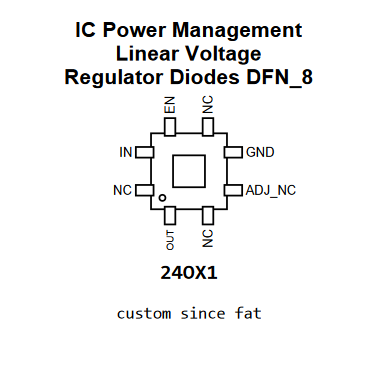 IC Power Management
Linear Voltage
Regulator Diodes DFN_8
EN
NC
IN
GND
NC
ADJ_NC
OUT
NC
24OX1
custom since fat